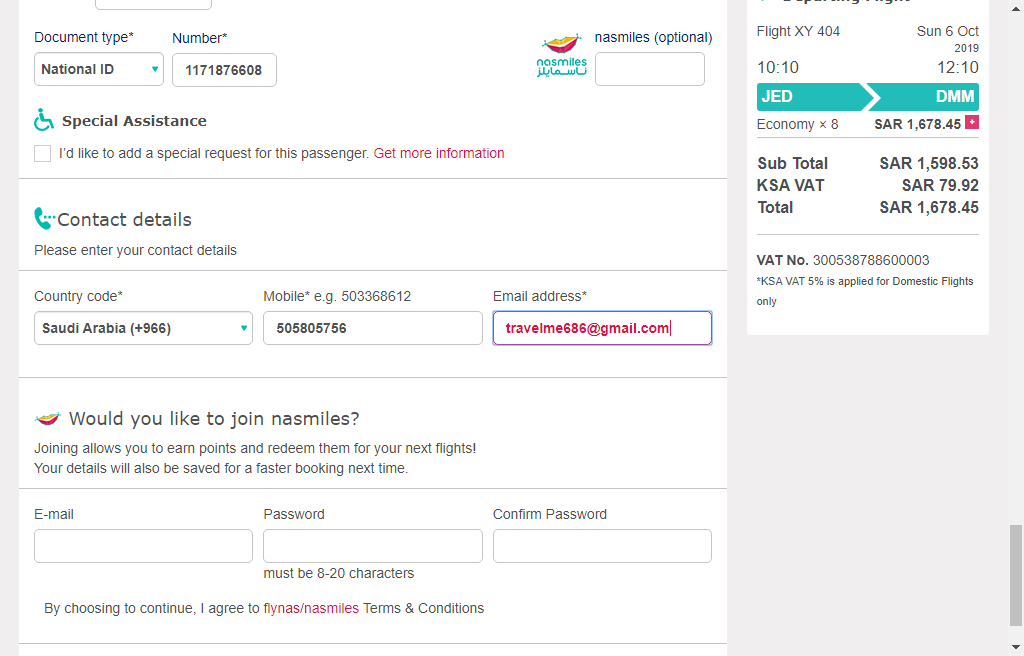 Document type*
Number*
nasmiles (optional)
National ID
1171876608
nasmiles
ناسمايلز
Special Assistance
I'd like to add a special request for this passenger. Get more information
Contact details
Please enter your contact details
Country code*
Mobile* e.g. 503368612
Email address*
Saudi Arabia (+966)
505805756
travelme686@gmail.com
Would you like to join nasmiles?
Joining allows you to earn points and redeem them for your next flights!
Your details will also be saved for a faster booking next time.
E-mail
Password
Confirm Password
must be 8-20 characters
By choosing to continue, I agree to flynas/nasmiles Terms & Conditions
Departing Flight
Flight XY 404
Sun 6 Oct
2019
10:10
12:10
JED
DMM
Economy × 8
SAR 1,678.45 +
Sub Total
SAR 1,598.53
KSA VAT
SAR 79.92
Total
SAR 1,678.45
VAT No. 300538788600003
*KSA VAT 5% is applied for Domestic Flights
only